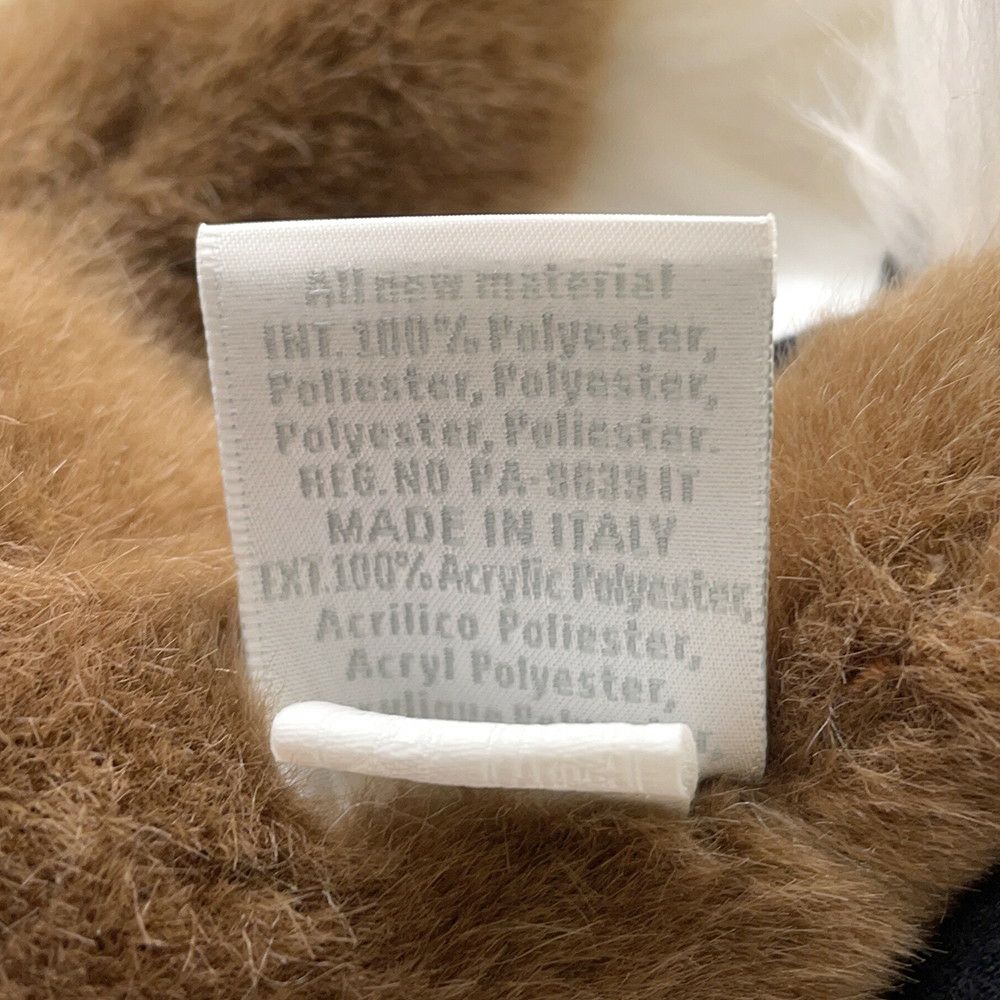 All new material
INT. 100% Polyester,
Poliester, Polyester,
Polyester, Poliester.
REG. NO PA-9639 IT
MADE IN ITALY
EXT. 100% Acrylic Polyester,
Acrilico Poliester,
Acryl Polyester,